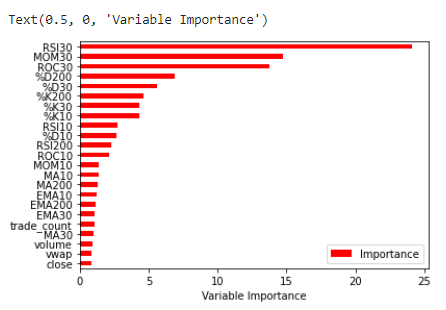 Text(0.5, 0, 'Variable Importance')
RSI30
MOM30
ROC30
%D200
%D30
%K200
%K30
%K10
RSI10
%D10
RSI200
ROC10
MOM10
MA10
MA200
EMA10
EMA200
EMA30
trade_count
MA30
volume
vwap
close
Importance
0 5 10 15 20 25
Variable Importance